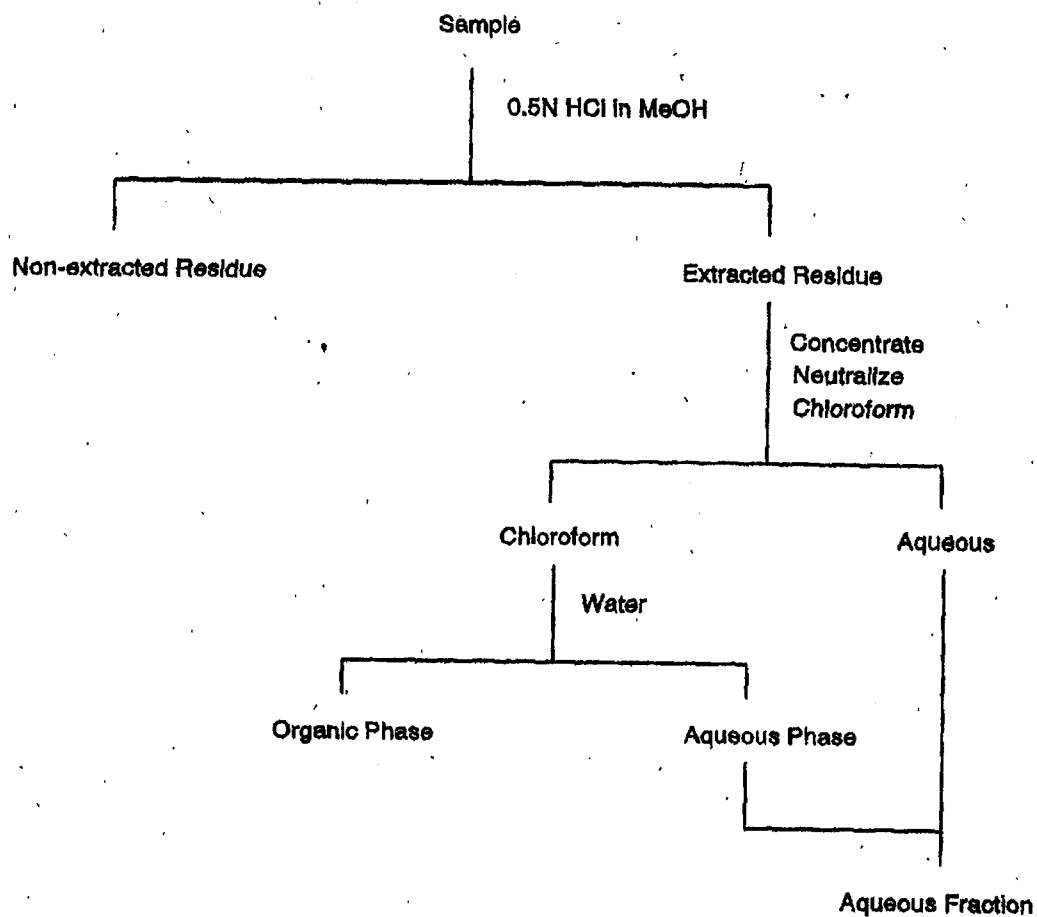 Sample
0.5N HCl in MeOH
Non-extracted Residue
Extracted Residue
Concentrate
Neutralize
Chloroform
Chloroform
Aqueous
Water
Organic Phase
Aqueous Phase
Aqueous Fraction